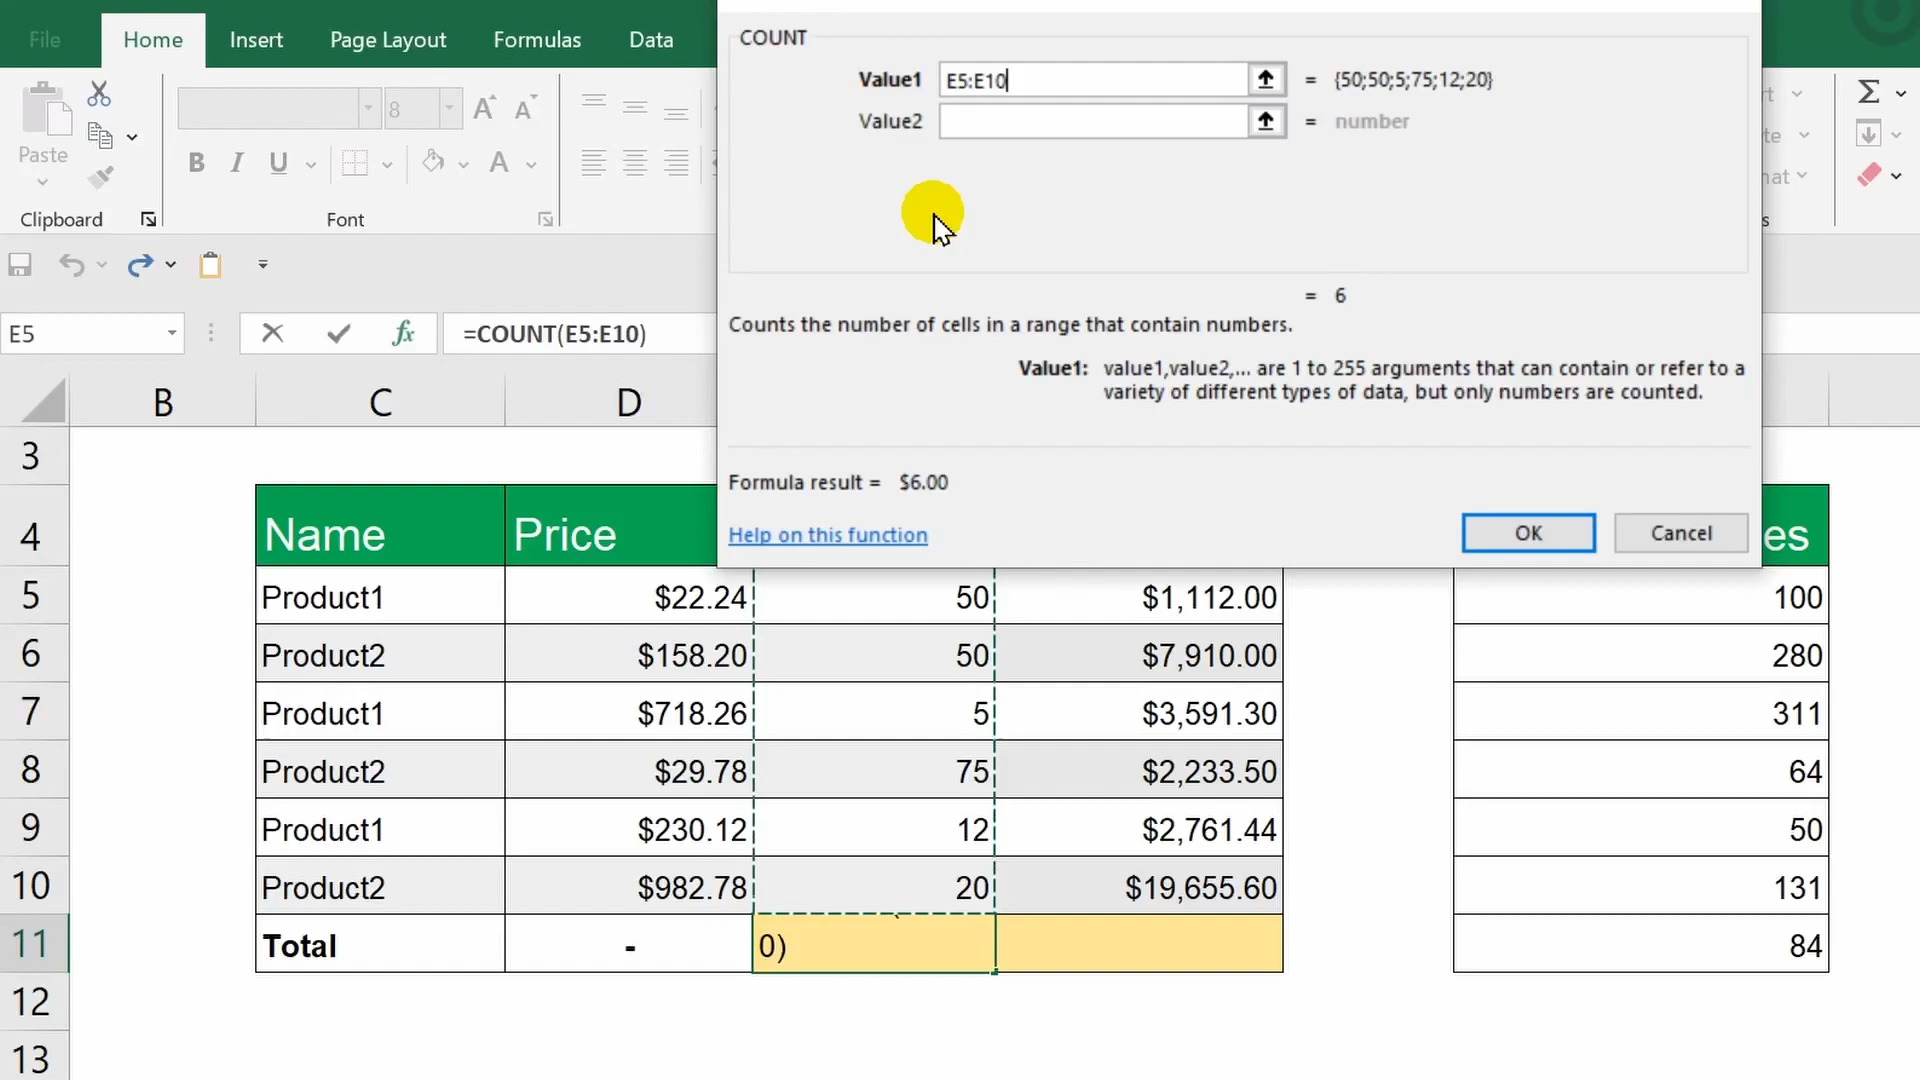 File Home Insert Page Layout Formulas Data
COUNT
Value1 E5:E10 = {50;50;5;75;12;20}
Value2 = number
Paste
8 A A
B I U A
Clipboard
Font
= 6
Counts the number of cells in a range that contain numbers.
Value1: value1,value2,... are 1 to 255 arguments that can contain or refer to a
variety of different types of data, but only numbers are counted.
Formula result = $6.00
Help on this function
OK Cancel
E5 fx =COUNT(E5:E10)
B C D
3
4 Name Price es
5 Product1 $22.24 50 $1,112.00 100
6 Product2 $158.20 50 $7,910.00 280
7 Product1 $718.26 5 $3,591.30 311
8 Product2 $29.78 75 $2,233.50 64
9 Product1 $230.12 12 $2,761.44 50
10 Product2 $982.78 20 $19,655.60 131
11 Total - 0) 84
12
13